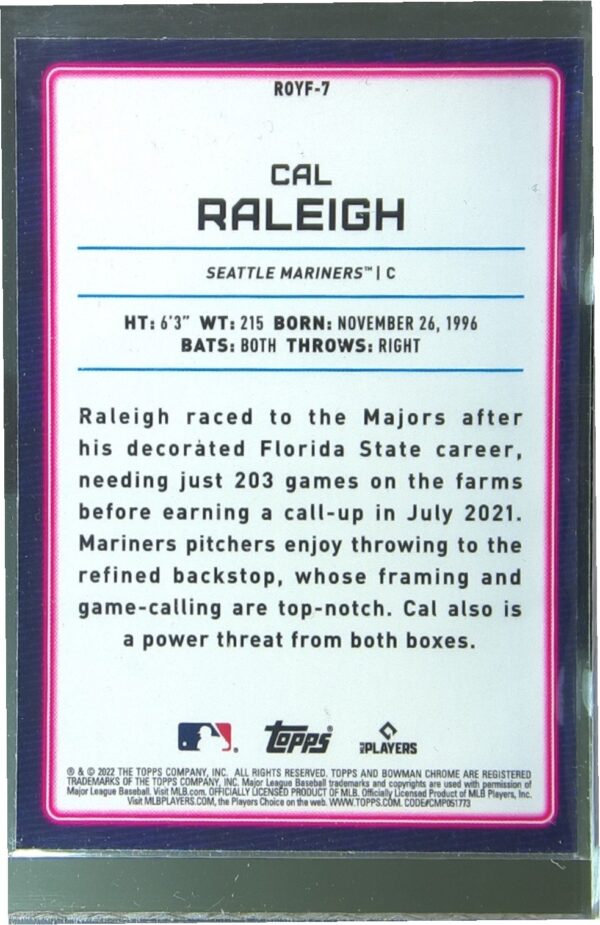 ROYF-7
CAL
RALEIGH
SEATTLE MARINERS™ | C
HT: 6'3" WT: 215 BORN: NOVEMBER 26, 1996
BATS: BOTH THROWS: RIGHT
Raleigh raced to the Majors after
his decorated Florida State career,
needing just 203 games on the farms
before earning a call-up in July 2021.
Mariners pitchers enjoy throwing to the
refined backstop, whose framing and
game-calling are top-notch. Cal also is
a power threat from both boxes.
Topps
MLB PLAYERS
® & © 2022 THE TOPPS COMPANY, INC. ALL RIGHTS RESERVED. TOPPS AND BOWMAN CHROME ARE REGISTERED
TRADEMARKS OF THE TOPPS COMPANY, INC. Major League Baseball trademarks and copyrights are used with permission of
Major League Baseball. Visit MLB.com. OFFICIALLY LICENSED PRODUCT OF MLB. Officially Licensed Product of MLB Players, Inc.
Visit MLBPLAYERS.COM, the Players Choice on the web. WWW.TOPPS.COM. CODE#CMP051773